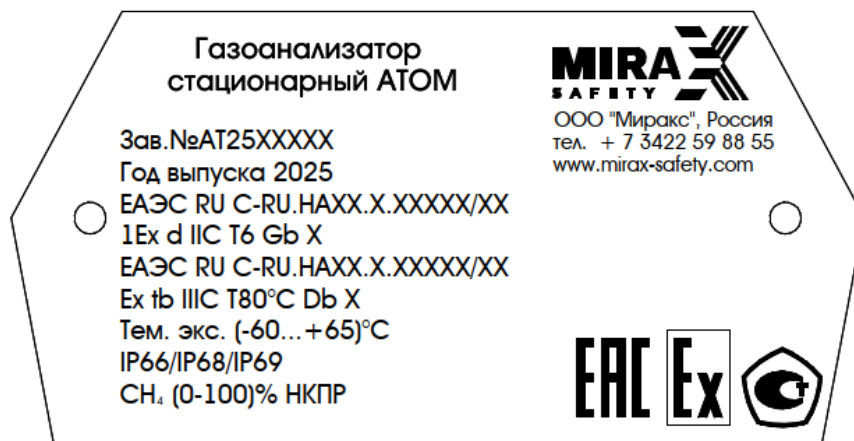 Газоанализатор
стационарный АТОМ
MIRAX
SAFETY
ООО "Миракс", Россия
тел. + 7 3422 59 88 55
www.mirax-safety.com
Зав.№АТ25XXXXX
Год выпуска 2025
ЕАЭС RU C-RU.HAXX.X.XXXXX/XX
1Ex d IIC T6 Gb X
ЕАЭС RU C-RU.HAXX.X.XXXXX/XX
Ex tb IIIC T80°C Db X
Тем. экс. (-60...+65)°C
IP66/IP68/IP69
CH₄ (0-100)% НКПР
EAC Ex